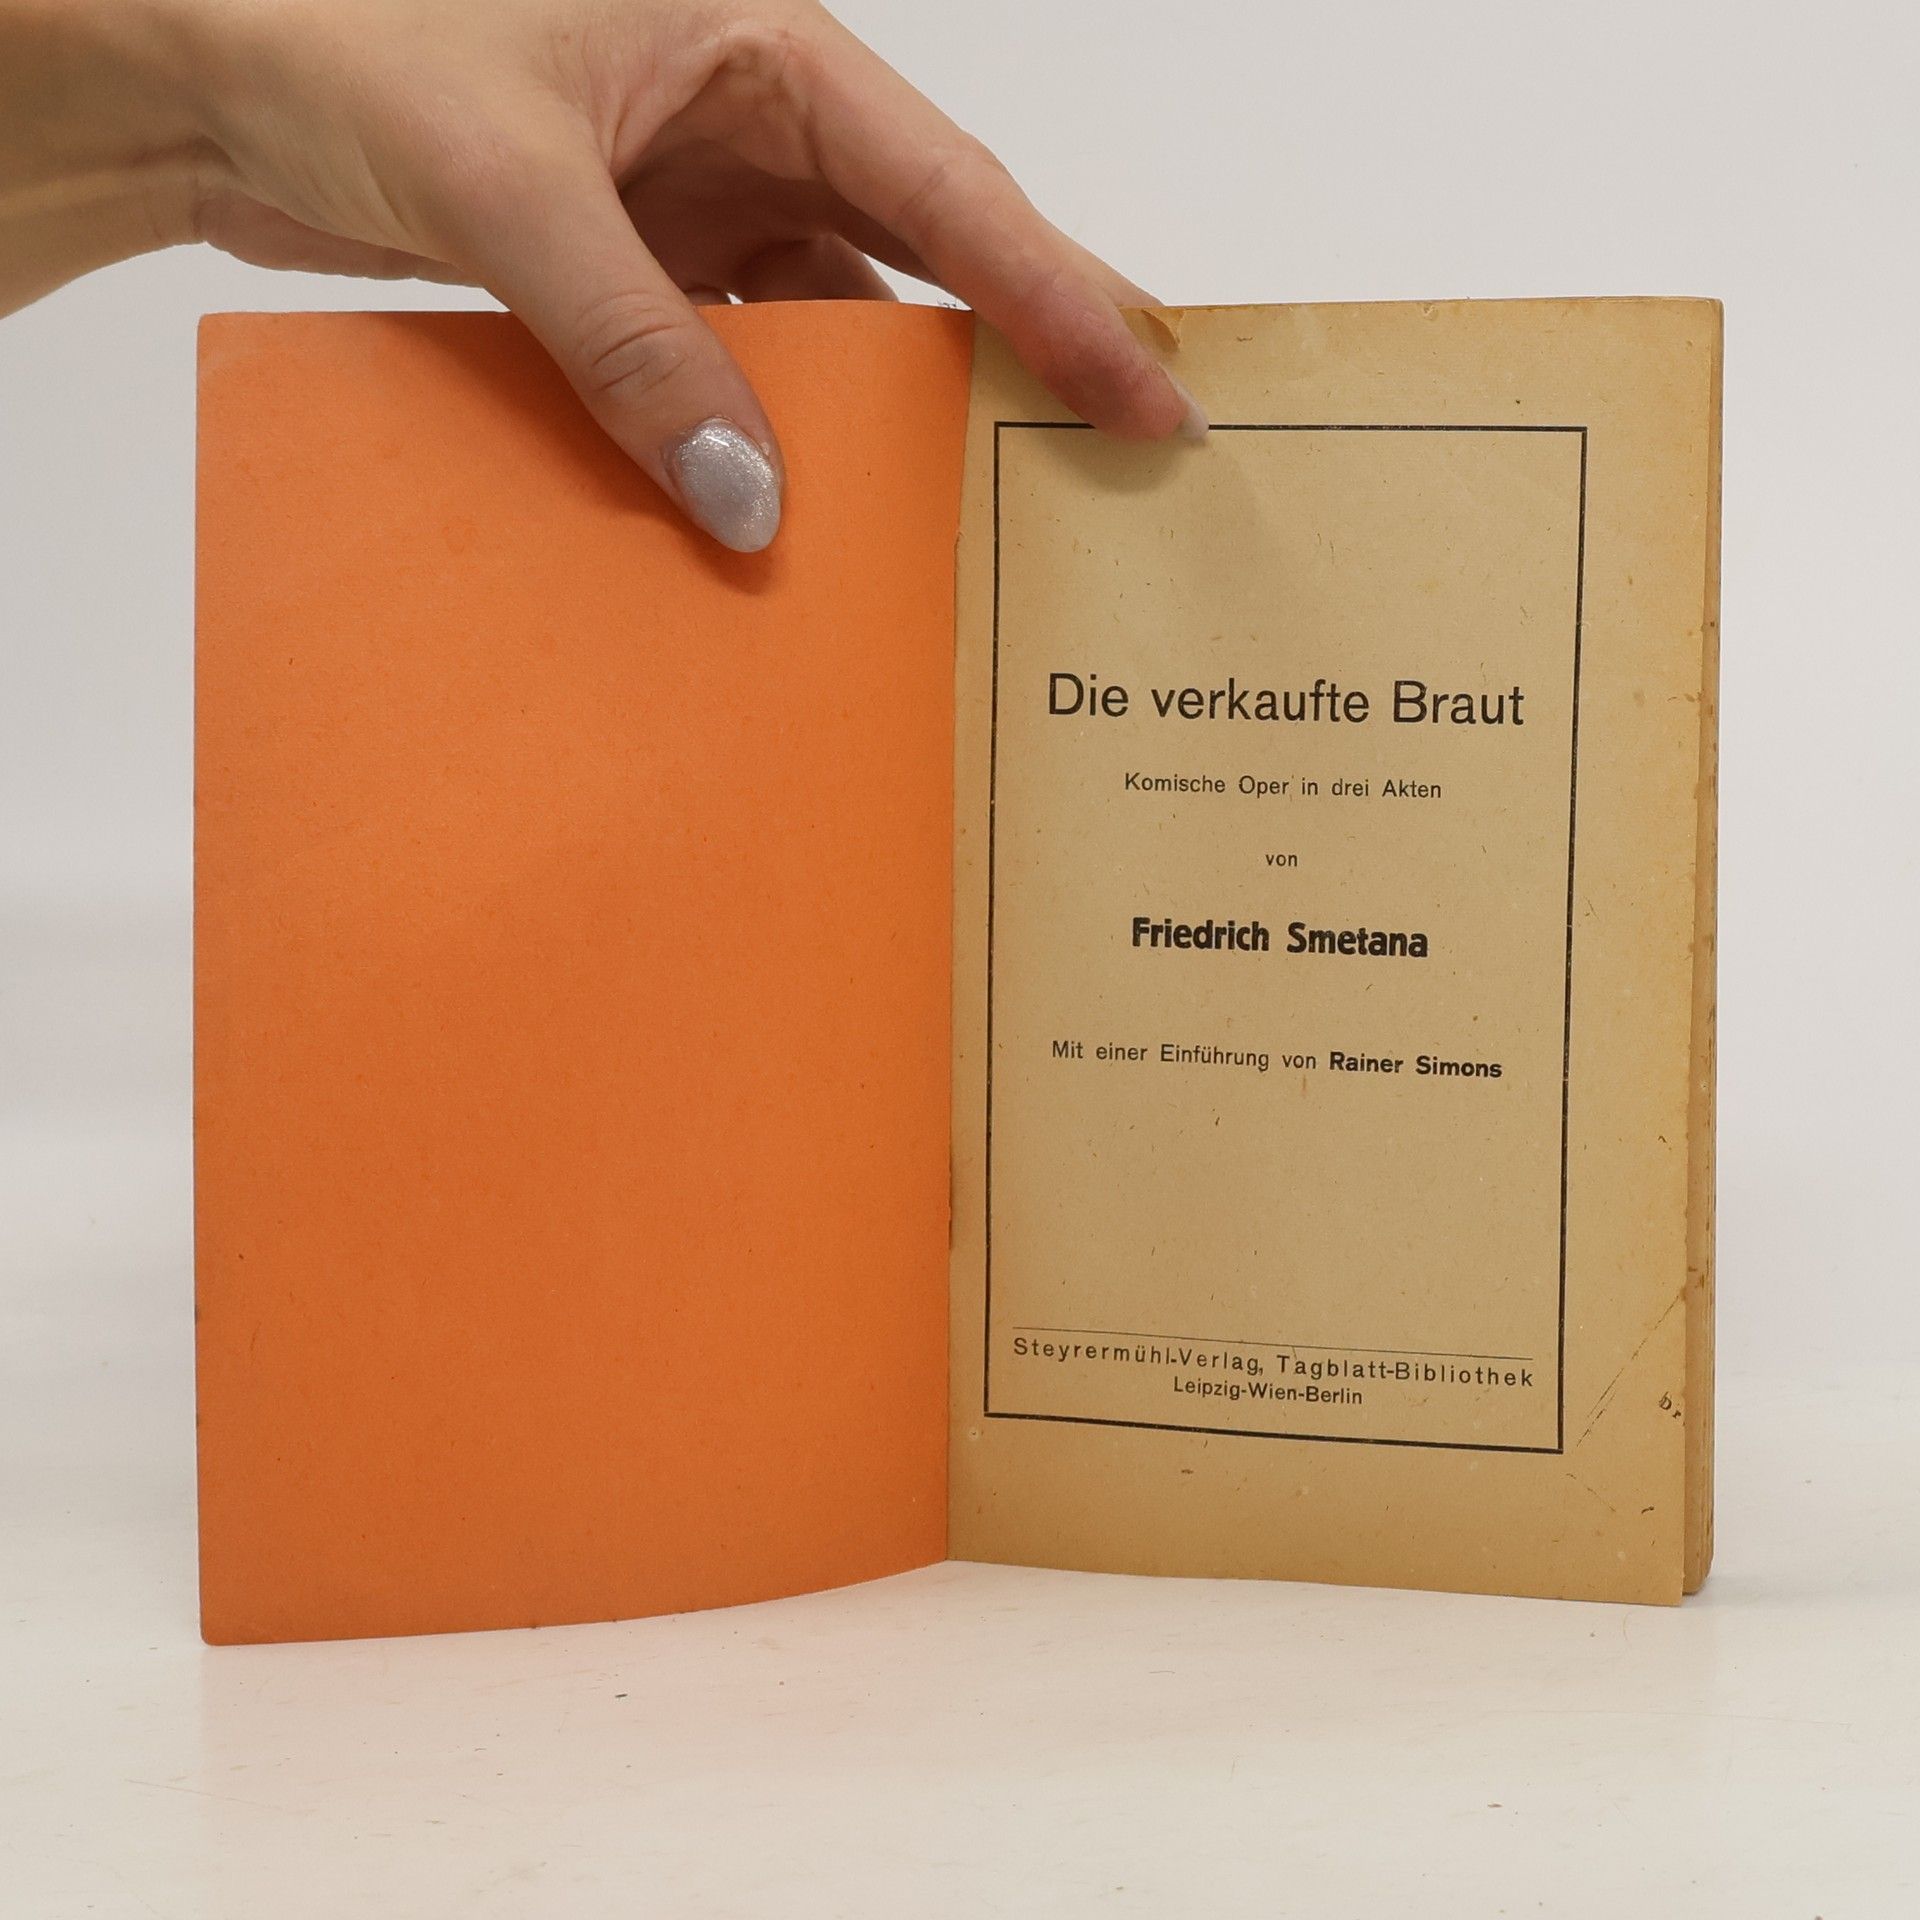 Die verkaufte Braut
Komische Oper in drei Akten
von
Friedrich Smetana
Mit einer Einführung von Rainer Simons
Steyrermühl-Verlag, Tagblatt-Bibliothek
Leipzig-Wien-Berlin